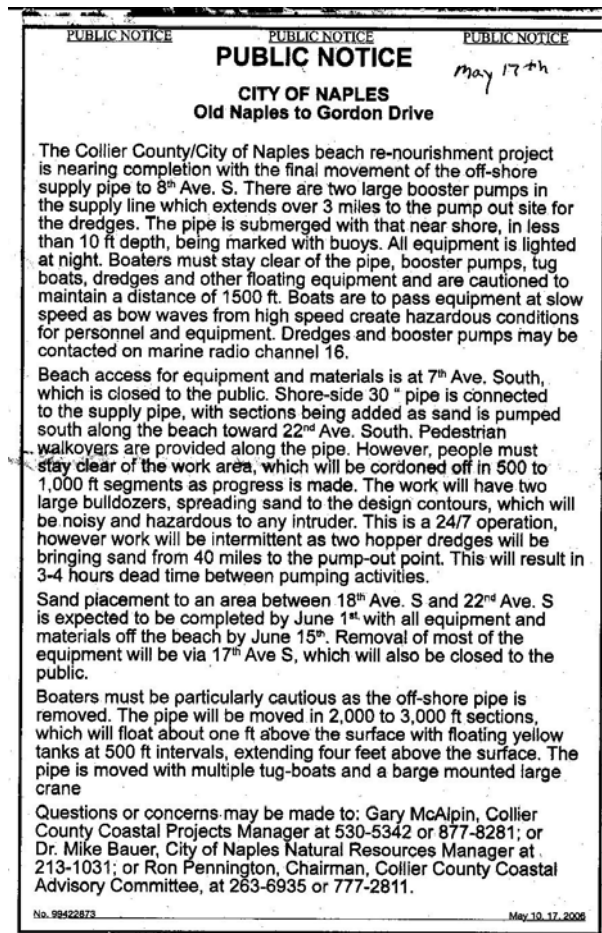 PUBLIC NOTICE PUBLIC NOTICE PUBLIC NOTICE
PUBLIC NOTICE
May 17th
CITY OF NAPLES
Old Naples to Gordon Drive
The Collier County/City of Naples beach re-nourishment project
is nearing completion with the final movement of the off-shore
supply pipe to 8th Ave. S. There are two large booster pumps in
the supply line which extends over 3 miles to the pump out site for
the dredges. The pipe is submerged with that near shore, in less
than 10 ft depth, being marked with buoys. All equipment is lighted
at night. Boaters must stay clear of the pipe, booster pumps, tug
boats, dredges and other floating equipment and are cautioned to
maintain a distance of 1500 ft. Boats are to pass equipment at slow
speed as bow waves from high speed create hazardous conditions
for personnel and equipment. Dredges and booster pumps may be
contacted on marine radio channel 16.
Beach access for equipment and materials is at 7th Ave. South,
which is closed to the public. Shore-side 30 " pipe is connected
to the supply pipe, with sections being added as sand is pumped
south along the beach toward 22nd Ave. South. Pedestrian
walkovers are provided along the pipe. However, people must
stay clear of the work area, which will be cordoned off in 500 to
1,000 ft segments as progress is made. The work will have two
large bulldozers, spreading sand to the design contours, which will
be noisy and hazardous to any intruder. This is a 24/7 operation,
however work will be intermittent as two hopper dredges will be
bringing sand from 40 miles to the pump-out point. This will result in
3-4 hours dead time between pumping activities.
Sand placement to an area between 18th Ave. S and 22nd Ave. S
is expected to be completed by June 1st with all equipment and
materials off the beach by June 15th. Removal of most of the
equipment will be via 17th Ave S, which will also be closed to the
public.
Boaters must be particularly cautious as the off-shore pipe is
removed. The pipe will be moved in 2,000 to 3,000 ft sections,
which will float about one ft above the surface with floating yellow
tanks at 500 ft intervals, extending four feet above the surface. The
pipe is moved with multiple tug-boats and a barge mounted large
crane
Questions or concerns may be made to: Gary McAlpin, Collier
County Coastal Projects Manager at 530-5342 or 877-8281; or
Dr. Mike Bauer, City of Naples Natural Resources Manager at
213-1031; or Ron Pennington, Chairman, Collier County Coastal
Advisory Committee, at 263-6935 or 777-2811.
No. 99422873 May 10, 17, 2006